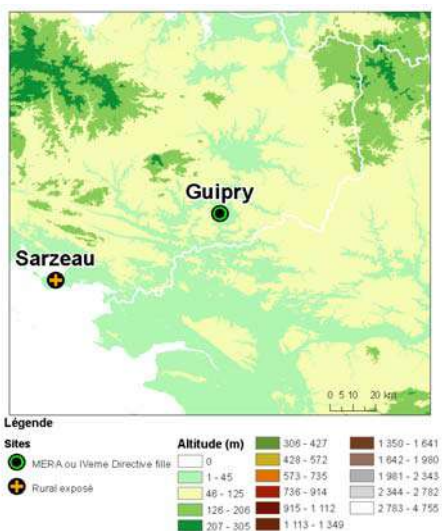 Guipry
Sarzeau
0 5 10 20 km
Légende
Sites
MERA ou IVeme Directive fille
Rural exposé
Altitude (m)
0
1 - 45
46 - 125
126 - 206
207 - 305
306 - 427
428 - 572
573 - 735
736 - 914
915 - 1 112
1 113 - 1 349
1 350 - 1 641
1 642 - 1 980
1 981 - 2 343
2 344 - 2 782
2 783 - 4 755